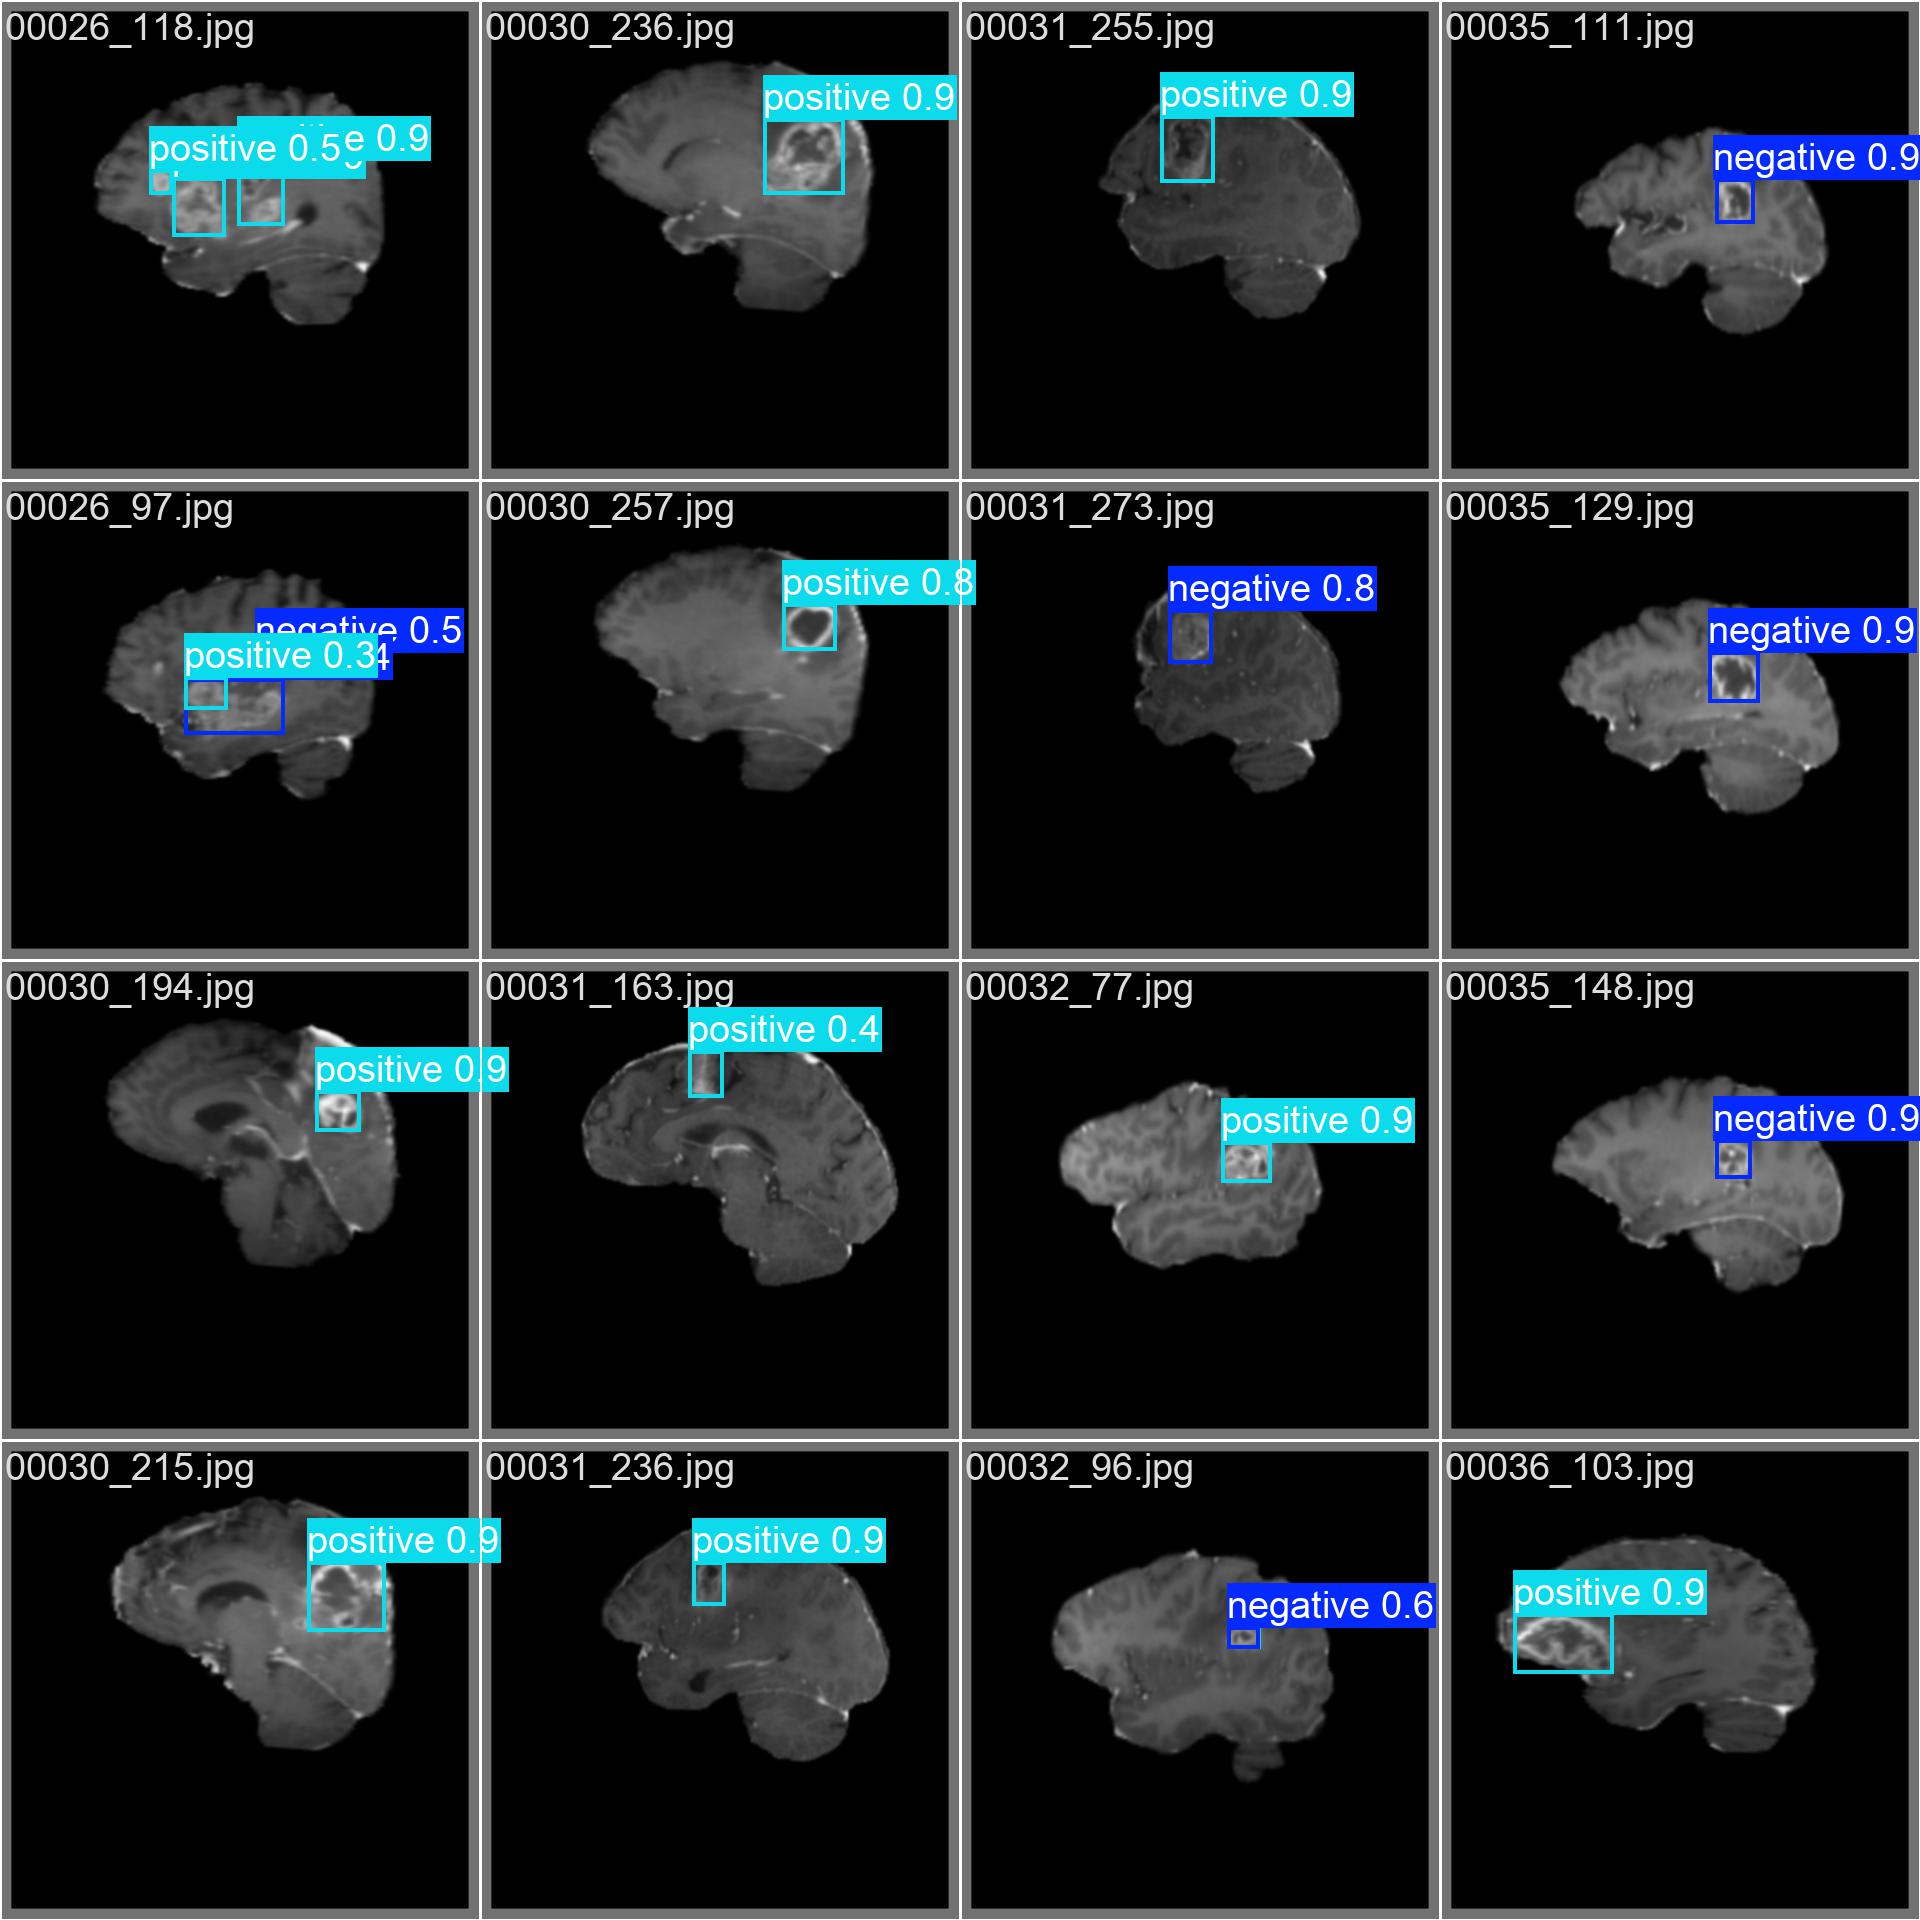 00026_118.jpg
positive 0.5
e 0.9
00030_236.jpg
positive 0.9
00031_255.jpg
positive 0.9
00035_111.jpg
negative 0.9
00026_97.jpg
negative 0.5
positive 0.3
4
00030_257.jpg
positive 0.8
00031_273.jpg
negative 0.8
00035_129.jpg
negative 0.9
00030_194.jpg
positive 0.9
00031_163.jpg
positive 0.4
00032_77.jpg
positive 0.9
00035_148.jpg
negative 0.9
00030_215.jpg
positive 0.9
00031_236.jpg
positive 0.9
00032_96.jpg
negative 0.6
00036_103.jpg
positive 0.9